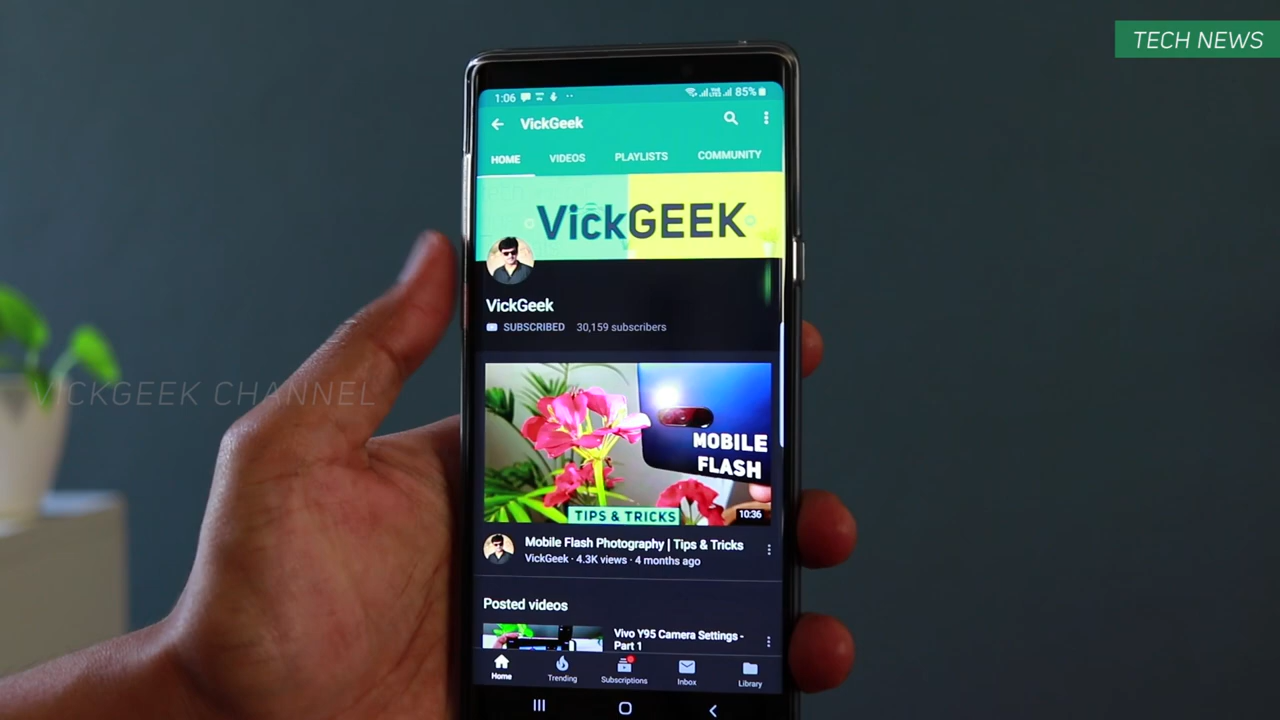 TECH NEWS
1:06
85%
VickGeek
HOME VIDEOS PLAYLISTS COMMUNITY
VickGEEK
VickGeek
SUBSCRIBED 30,159 subscribers
VICKGEEK CHANNEL
MOBILE
FLASH
TIPS & TRICKS
10:36
Mobile Flash Photography | Tips & Tricks
VickGeek · 4.3K views · 4 months ago
Posted videos
Vivo Y95 Camera Settings -
Part 1
Home Trending Subscriptions Inbox Library